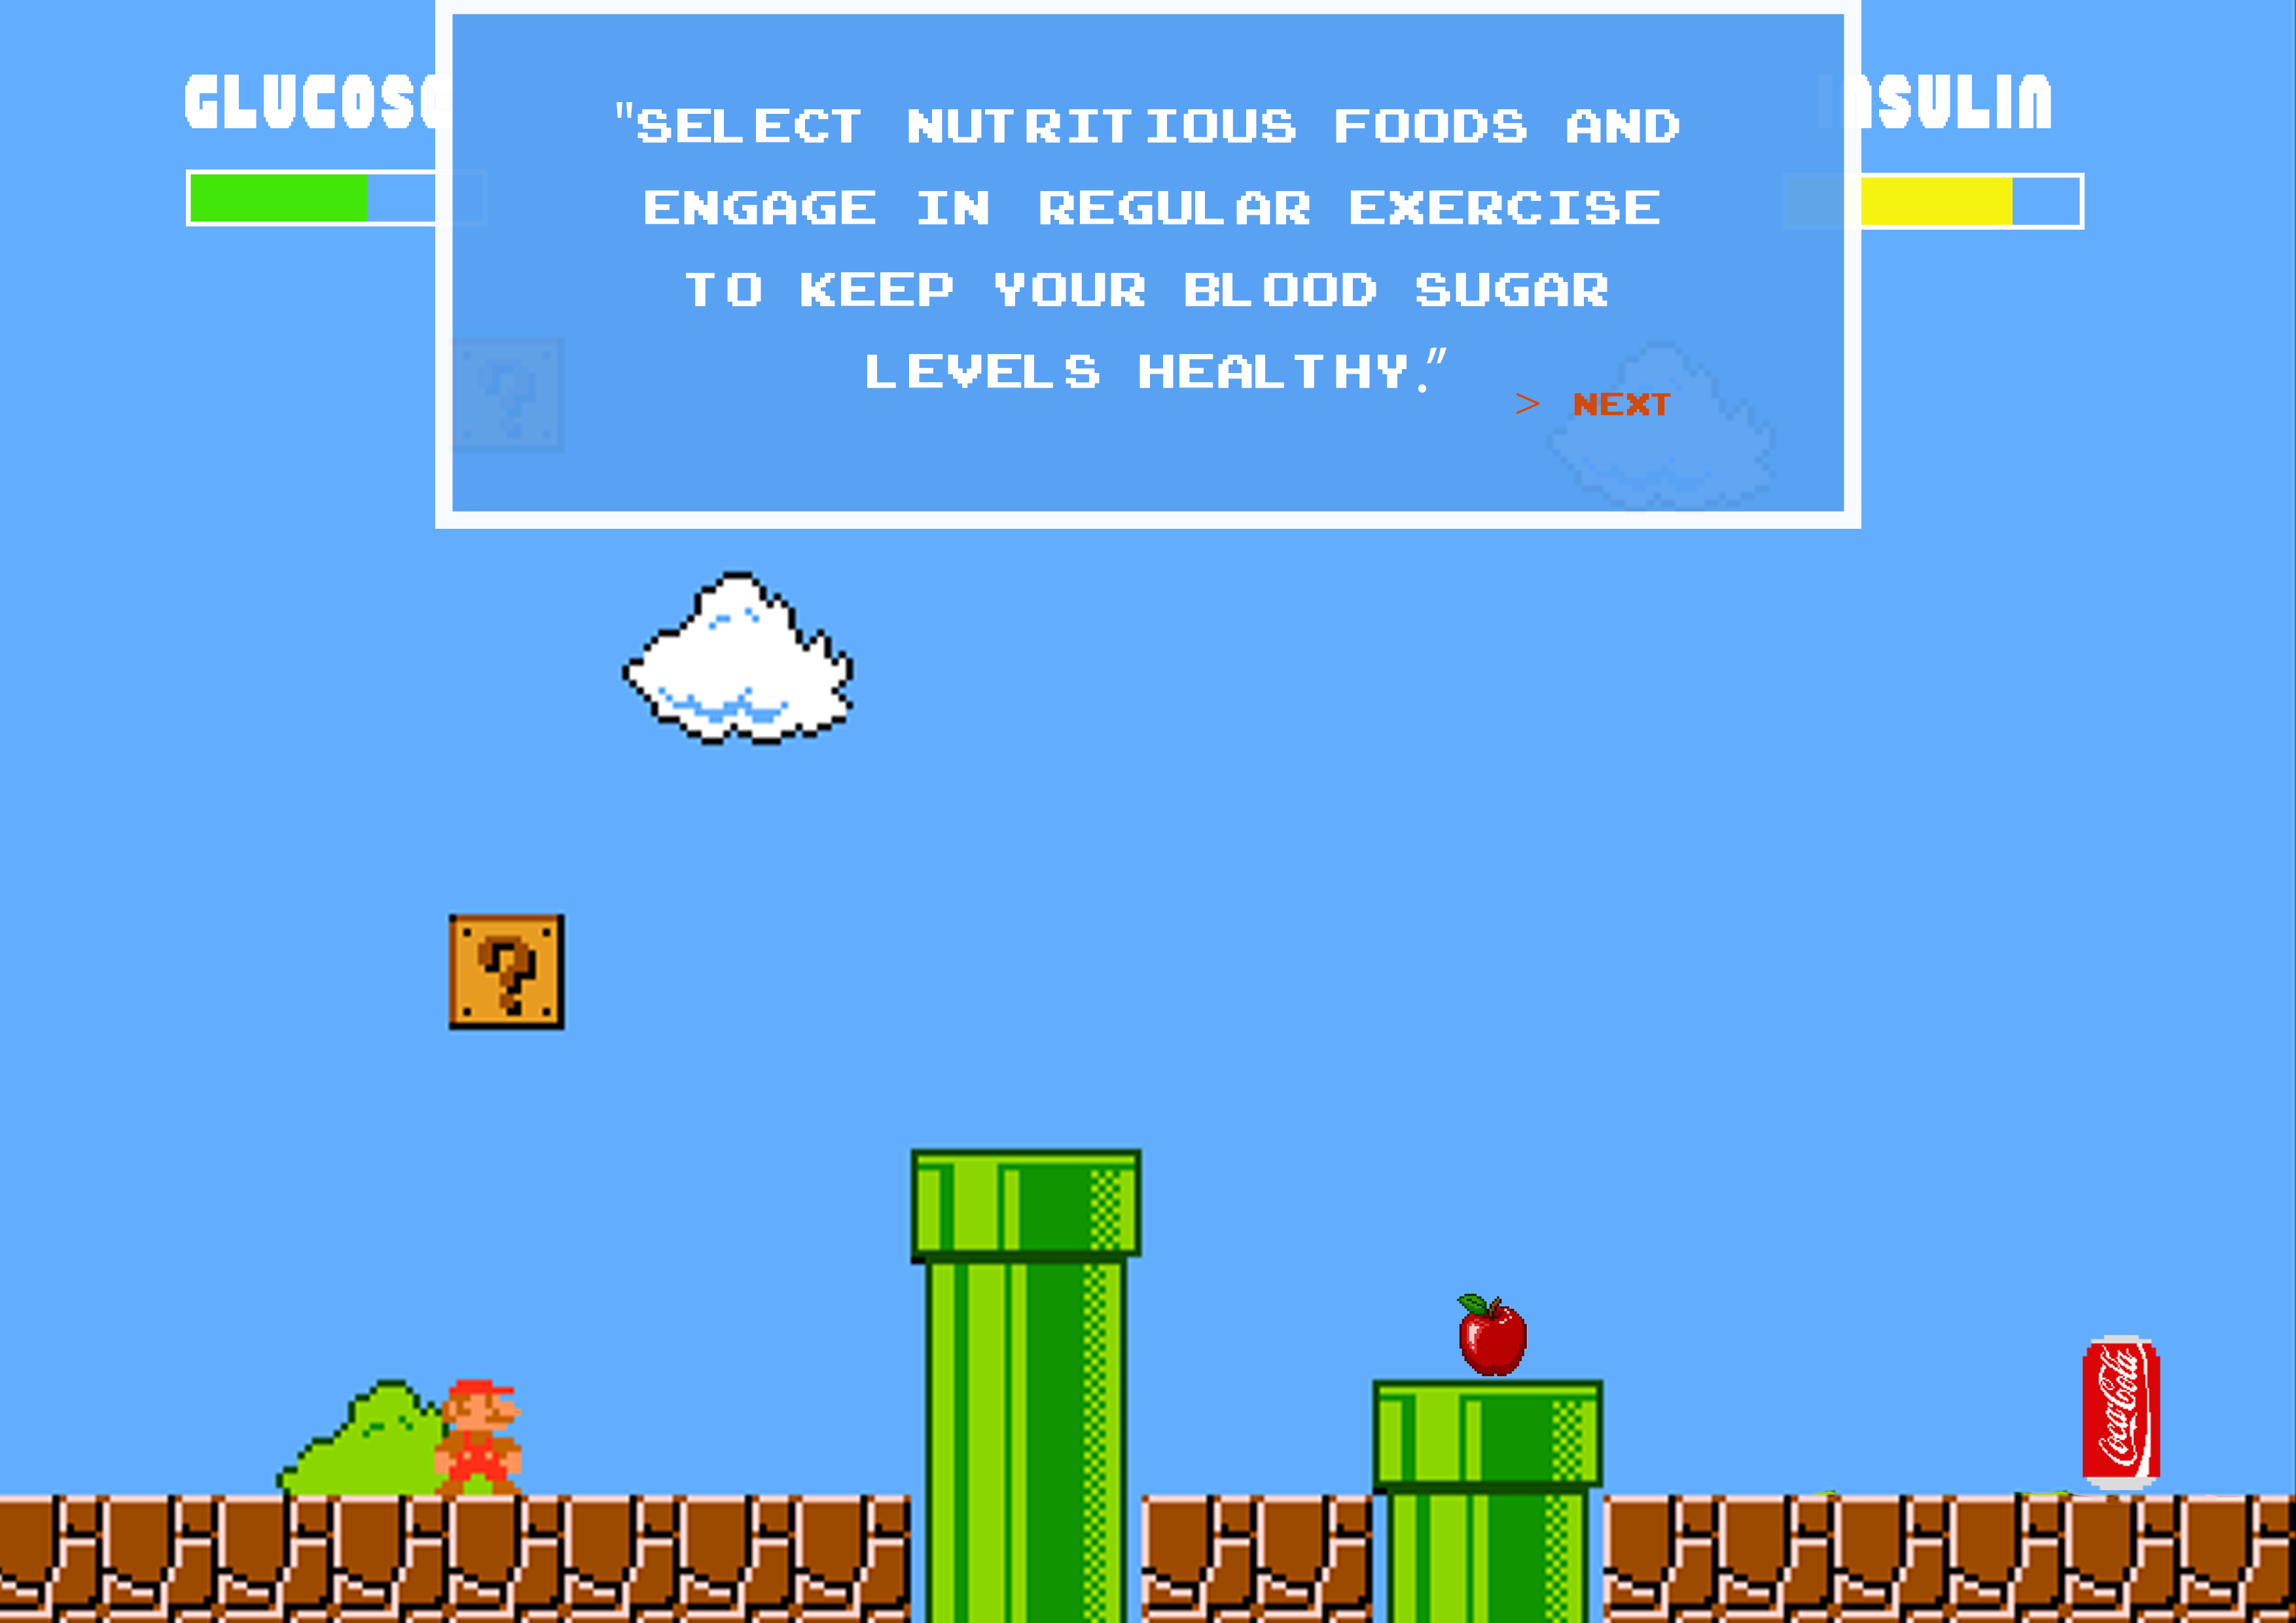 GLUCOSE
INSULIN
"SELECT NUTRITIOUS FOODS AND
ENGAGE IN REGULAR EXERCISE
TO KEEP YOUR BLOOD SUGAR
LEVELS HEALTHY."
> NEXT
?
?
Coca-Cola